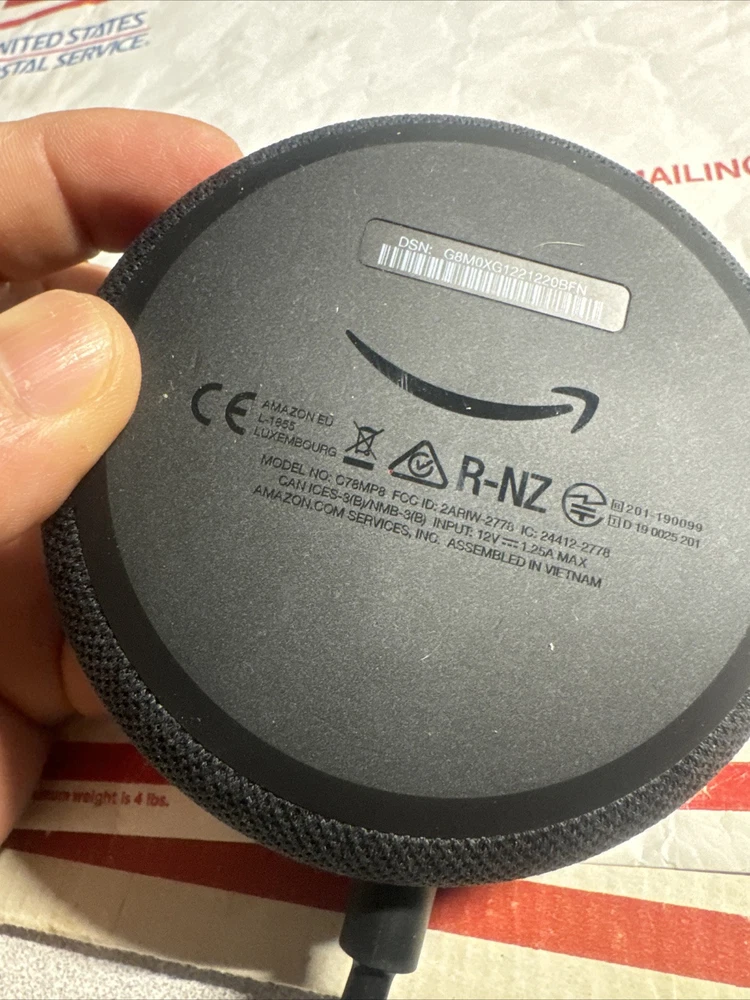 UNITED STATES
POSTAL SERVICE.
MAILING
DSN: G8M0XG1221220BFN
CE AMAZON EU
L-1855
LUXEMBOURG
R-NZ
201-190099
D 19 0025 201
MODEL NO: C78MP8 FCC ID: 2ARIW-2778 IC: 24412-2778
CAN ICES-3(B)/NMB-3(B) INPUT: 12V ⎓ 1.25A MAX
AMAZON.COM SERVICES, INC. ASSEMBLED IN VIETNAM
weight is 4 lbs.